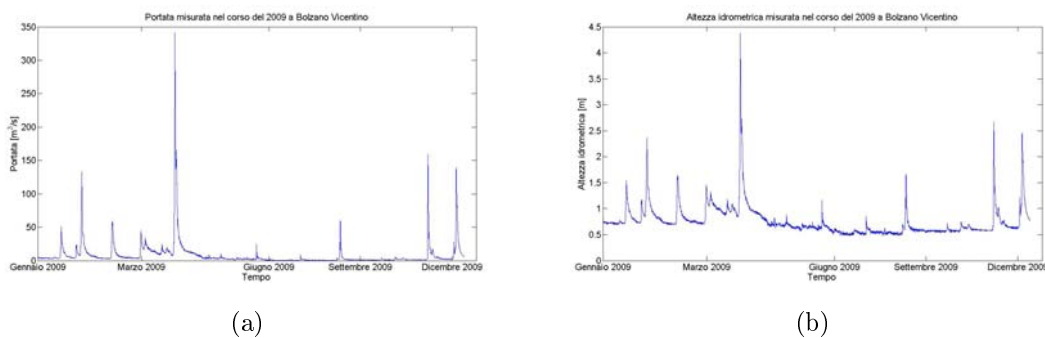 Portata misurata nel corso del 2009 a Bolzano Vicentino
Portata [m³/s]
350
300
250
200
150
100
50
0
Gennaio 2009 Marzo 2009 Giugno 2009 Settembre 2009 Dicembre 2009
Tempo
(a)
Altezza idrometrica misurata nel corso del 2009 a Bolzano Vicentino
Altezza idrometrica [m]
4.5
4
3.5
3
2.5
2
1.5
1
0.5
0
Gennaio 2009 Marzo 2009 Giugno 2009 Settembre 2009 Dicembre 2009
Tempo
(b)